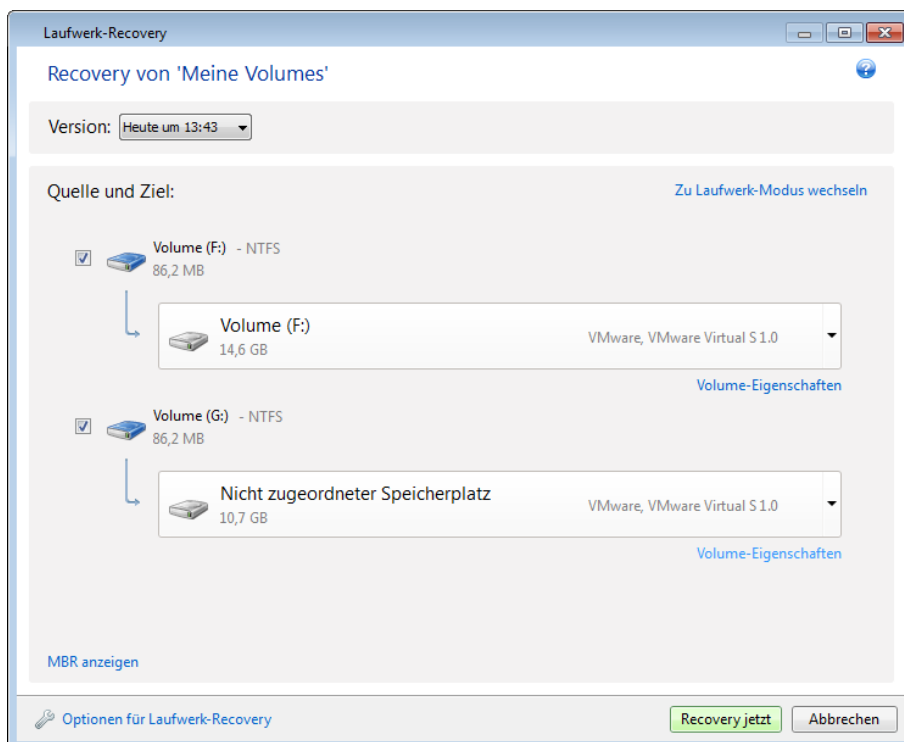 Laufwerk-Recovery
Recovery von 'Meine Volumes'
Version: Heute um 13:43
Quelle und Ziel:
Zu Laufwerk-Modus wechseln
Volume (F:) - NTFS
86,2 MB
Volume (F:)
14,6 GB
VMware, VMware Virtual S1.0
Volume-Eigenschaften
Volume (G:) - NTFS
86,2 MB
Nicht zugeordneter Speicherplatz
10,7 GB
VMware, VMware Virtual S1.0
Volume-Eigenschaften
MBR anzeigen
Optionen für Laufwerk-Recovery
Recovery jetzt
Abbrechen